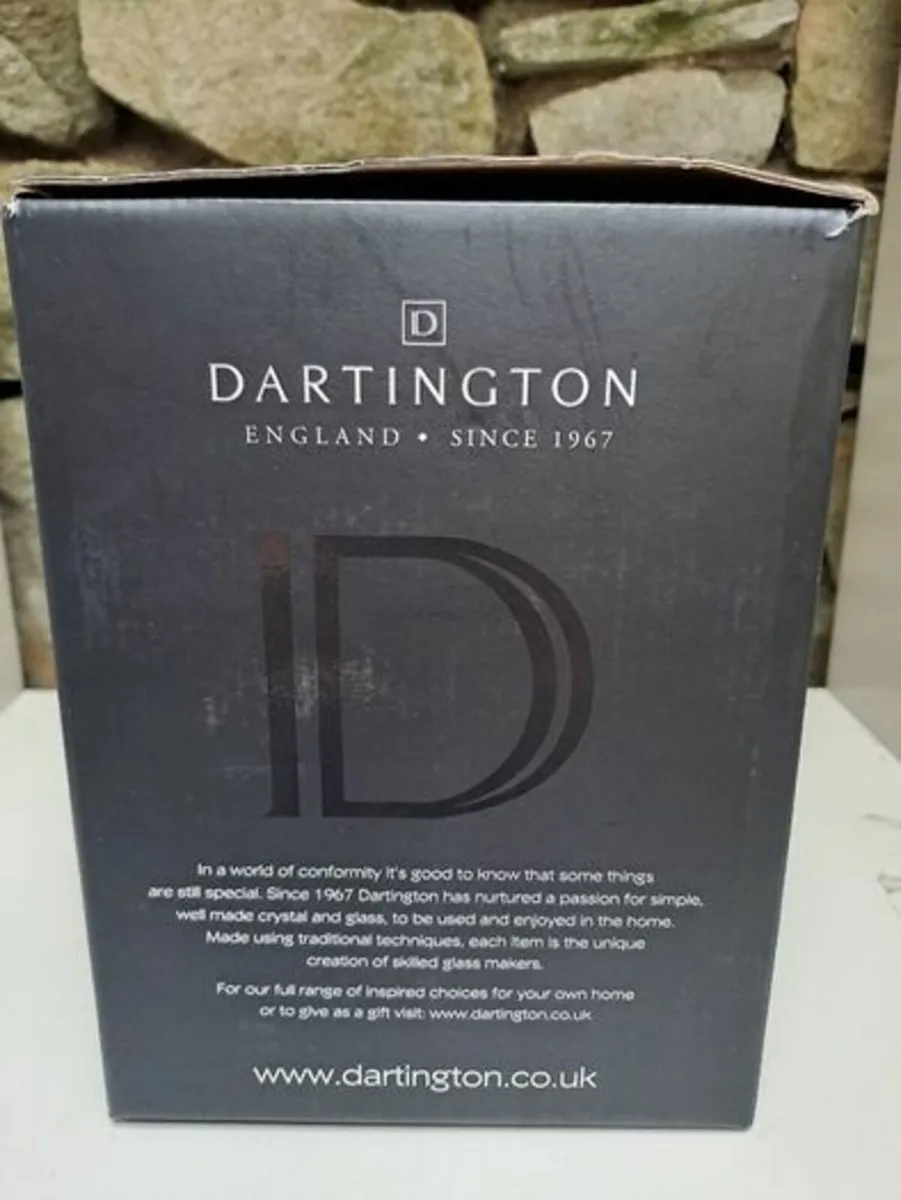 D
DARTINGTON
ENGLAND • SINCE 1967
D
In a world of conformity it's good to know that some things
are still special. Since 1967 Dartington has nurtured a passion for simple,
well made crystal and glass, to be used and enjoyed in the home.
Made using traditional techniques, each item is the unique
creation of skilled glass makers.
For our full range of inspired choices for your own home
or to give as a gift visit: www.dartington.co.uk
www.dartington.co.uk